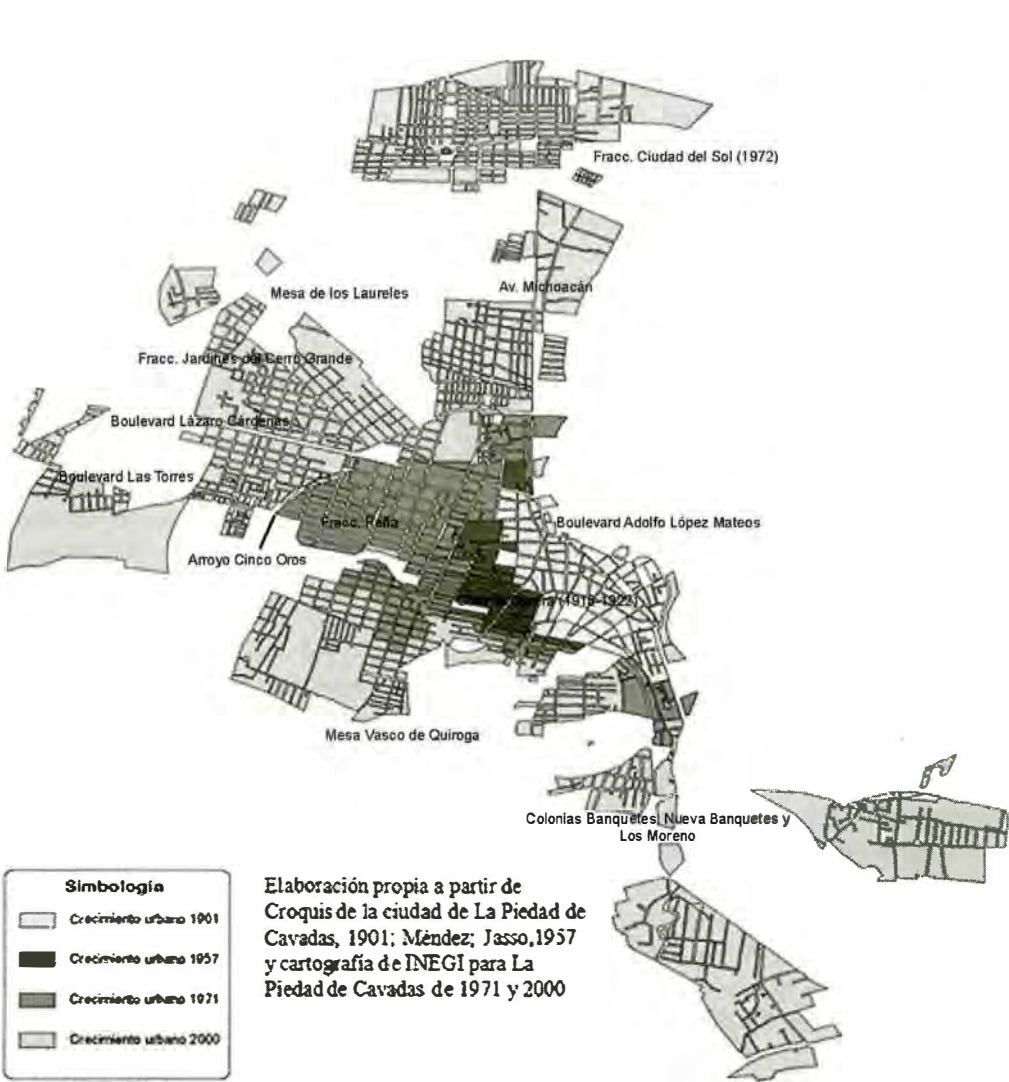 Fracc. Ciudad del Sol (1972)
Mesa de los Laureles
Av. Michoacán
Fracc. Jardines del Cerro Grande
Boulevard Lázaro Cárdenas
Boulevard Las Torres
Fracc. Peña
Boulevard Adolfo López Mateos
Arroyo Cinco Oros
(1918-1922)
Mesa Vasco de Quiroga
Colonias Banquetes, Nueva Banquetes y
Los Moreno
Simbología
Crecimiento urbano 1901
Crecimiento urbano 1957
Crecimiento urbano 1971
Crecimiento urbano 2000
Elaboración propia a partir de
Croquis de la ciudad de La Piedad de
Cavadas, 1901; Méndez; Jasso,1957
y cartografía de INEGI para La
Piedad de Cavadas de 1971 y 2000